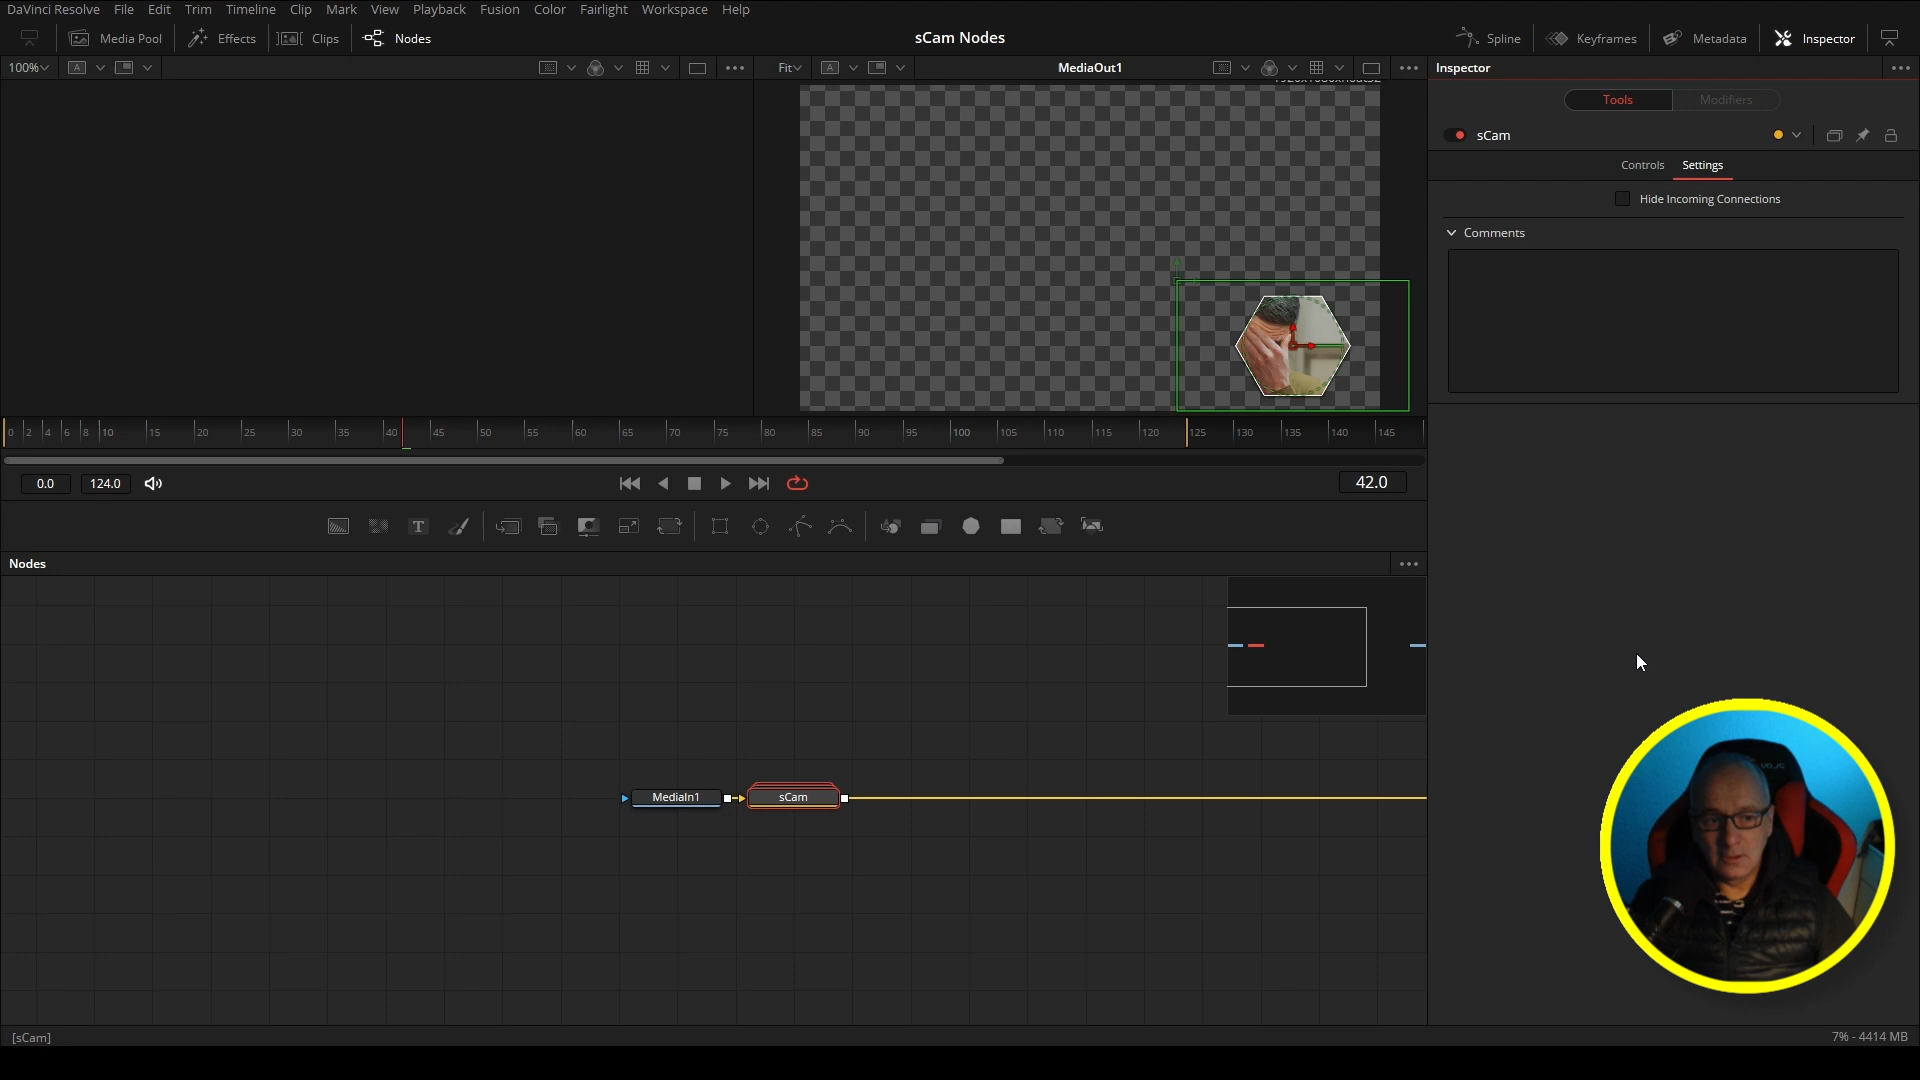 DaVinci Resolve File Edit Trim Timeline Clip Mark View Playback Fusion Color Fairlight Workspace Help
Media Pool Effects Clips Nodes sCam Nodes Spline Keyframes Metadata Inspector
100% A Fit A MediaOut1 Inspector
Tools Modifiers
sCam
Controls Settings
Hide Incoming Connections
Comments
0 2 4 6 8 10 15 20 25 30 35 40 45 50 55 60 65 70 75 80 85 90 95 100 105 110 115 120 125 130 135 140 145
0.0 124.0 42.0
T
Nodes
MediaIn1 sCam
[sCam] 7% - 4414 MB